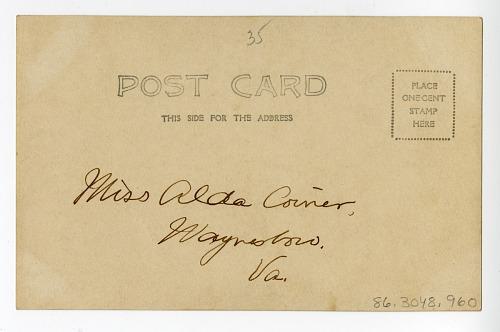 35
POST CARD
THIS SIDE FOR THE ADDRESS
PLACE
ONE CENT
STAMP
HERE
Miss Alda Coiner,
Waynesboro.
Va.
86.3048.960